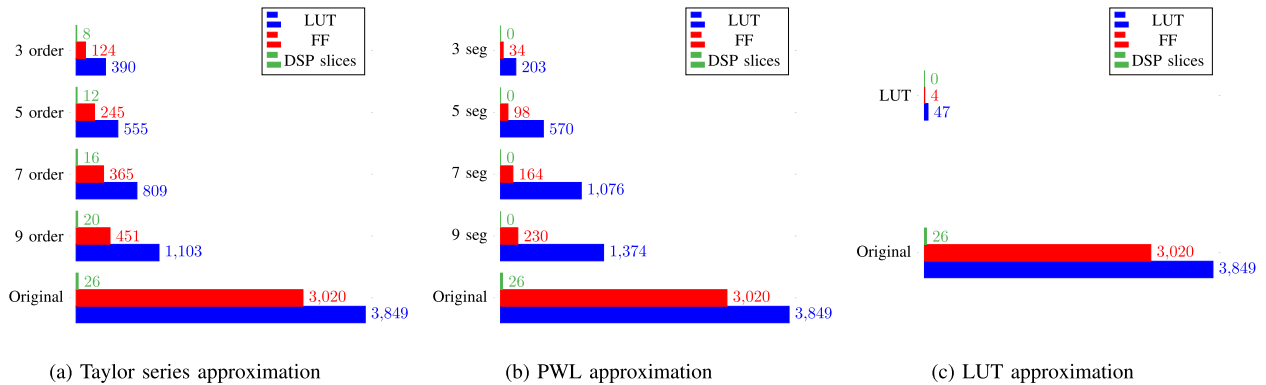 LUT
FF
DSP slices
3 order
8
124
390
5 order
12
245
555
7 order
16
365
809
9 order
20
451
1,103
Original
26
3,020
3,849
(a) Taylor series approximation
LUT
FF
DSP slices
3 seg
0
34
203
5 seg
0
98
570
7 seg
0
164
1,076
9 seg
0
230
1,374
Original
26
3,020
3,849
(b) PWL approximation
LUT
FF
DSP slices
LUT
0
4
47
Original
26
3,020
3,849
(c) LUT approximation